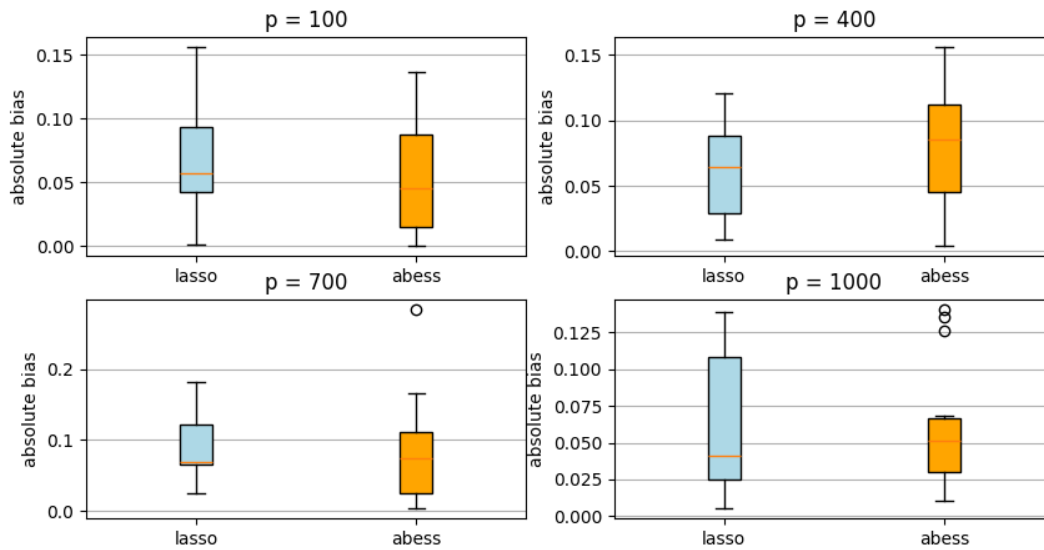 p = 100
absolute bias
0.15
0.10
0.05
0.00
lasso
abess
p = 400
absolute bias
0.15
0.10
0.05
0.00
lasso
abess
p = 700
absolute bias
0.2
0.1
0.0
lasso
abess
p = 1000
absolute bias
0.125
0.100
0.075
0.050
0.025
0.000
lasso
abess